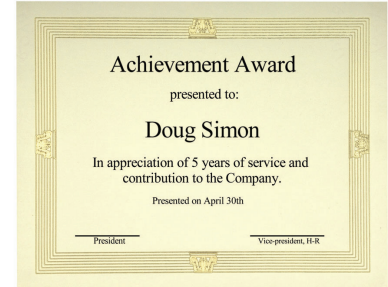 Achievement Award
presented to:
Doug Simon
In appreciation of 5 years of service and
contribution to the Company.
Presented on April 30th
President
Vice-president, H-R